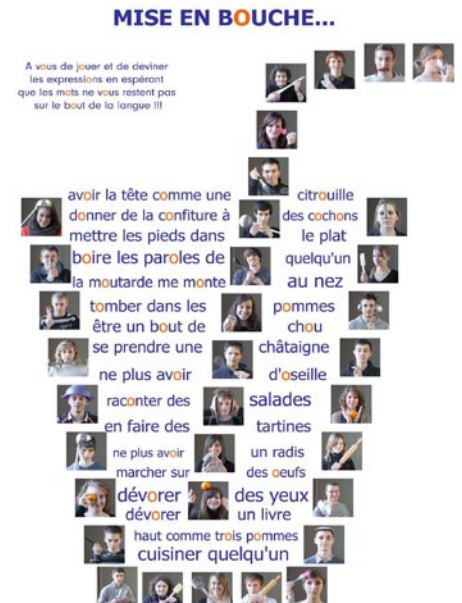 MISE EN BOUCHE...
A vous de jouer et de deviner
les expressions en espérant
que les mots ne vous restent pas
sur le bout de la langue !!!
avoir la tête comme une citrouille
donner de la confiture à des cochons
mettre les pieds dans le plat
boire les paroles de quelqu'un
la moutarde me monte au nez
tomber dans les pommes
être un bout de chou
se prendre une châtaigne
ne plus avoir d'oseille
raconter des salades
en faire des tartines
ne plus avoir un radis
marcher sur des oeufs
dévorer des yeux
dévorer un livre
haut comme trois pommes
cuisiner quelqu'un